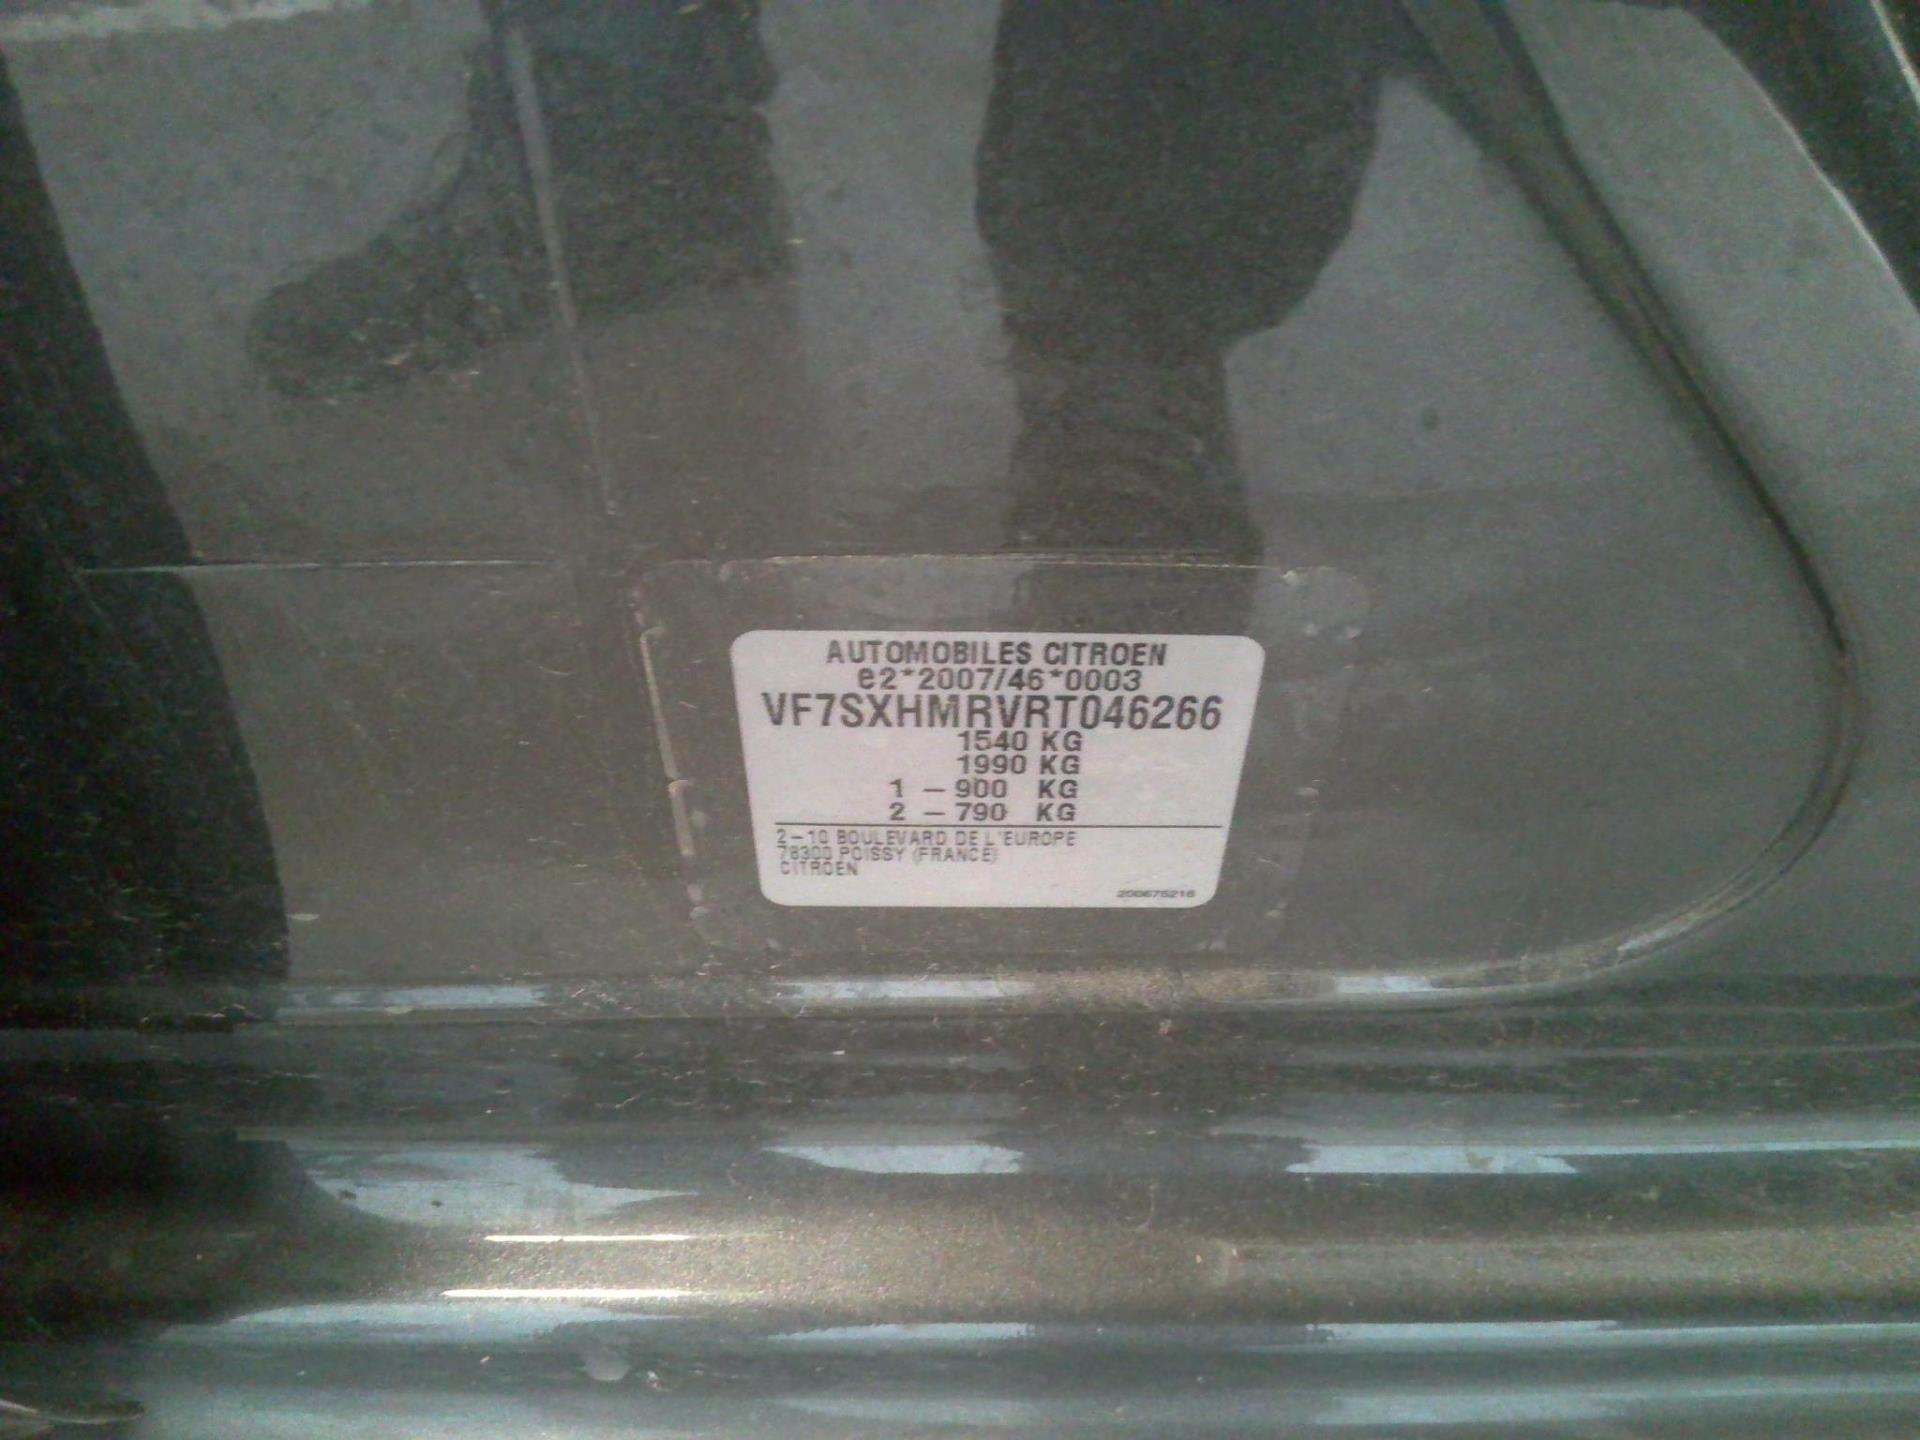 AUTOMOBILES CITROEN
e2*2007/46*0003
VF7SXHMRVRT046266
1540 KG
1990 KG
1 - 900 KG
2 - 790 KG
2-10 BOULEVARD DE L'EUROPE
78300 POISSY (FRANCE)
CITROEN
200675216